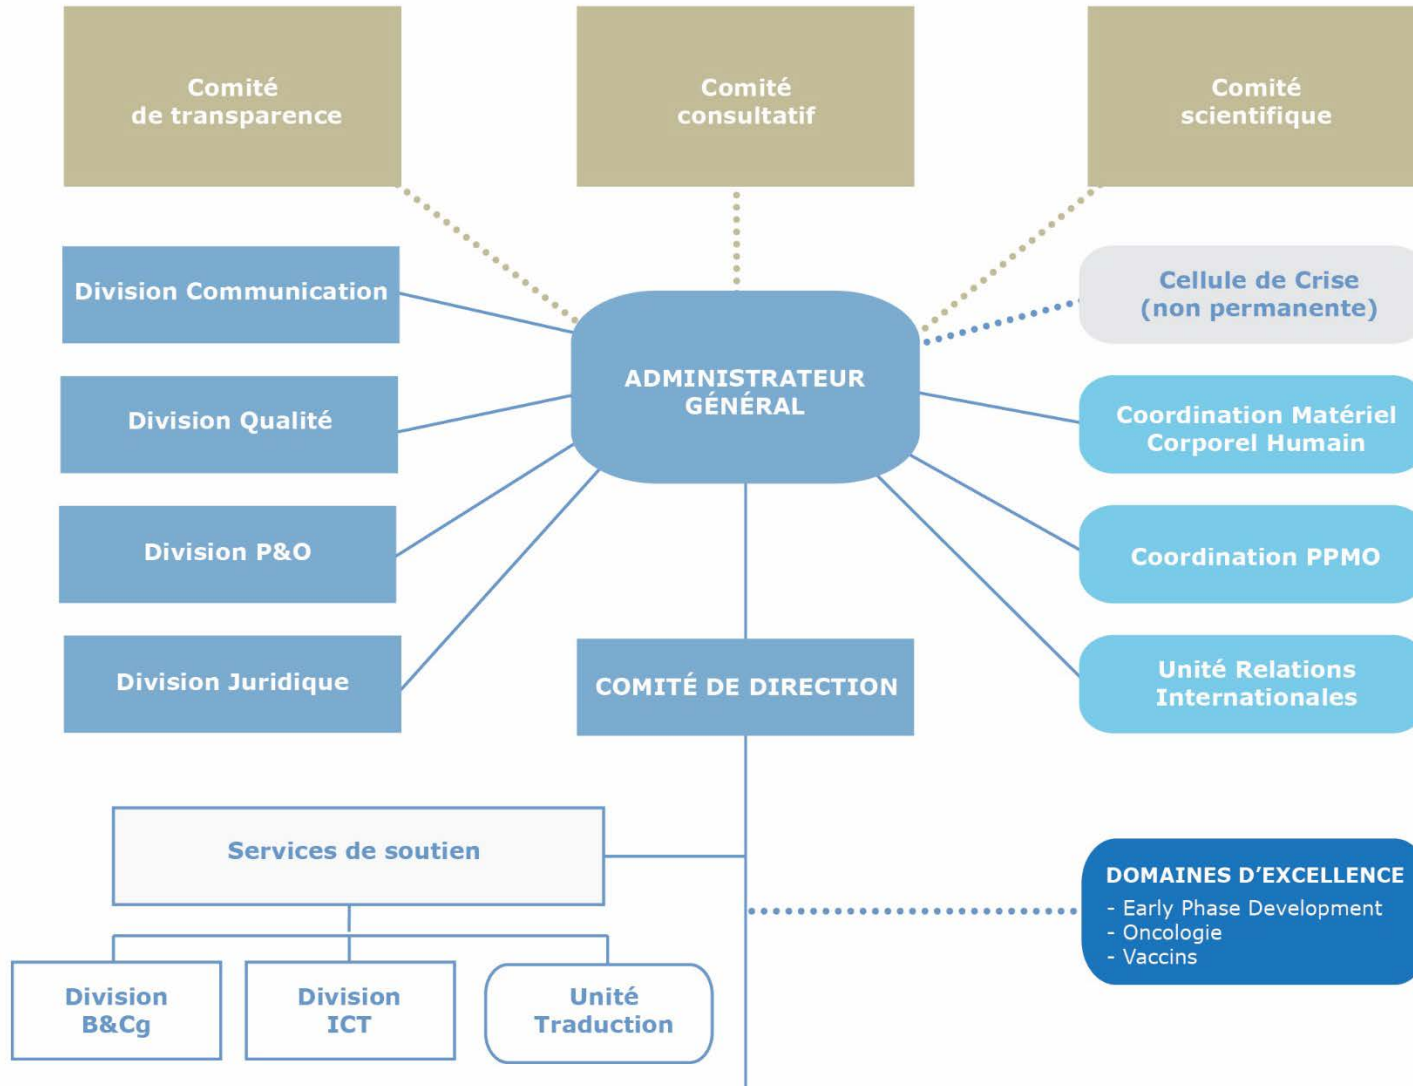 Comité
de transparence
Comité
consultatif
Comité
scientifique
Division Communication
Cellule de Crise
(non permanente)
ADMINISTRATEUR
GÉNÉRAL
Division Qualité
Coordination Matériel
Corporel Humain
Division P&O
Coordination PPMO
Division Juridique
COMITÉ DE DIRECTION
Unité Relations
Internationales
Services de soutien
DOMAINES D’EXCELLENCE
- Early Phase Development
- Oncologie
- Vaccins
Division
B&Cg
Division
ICT
Unité
Traduction